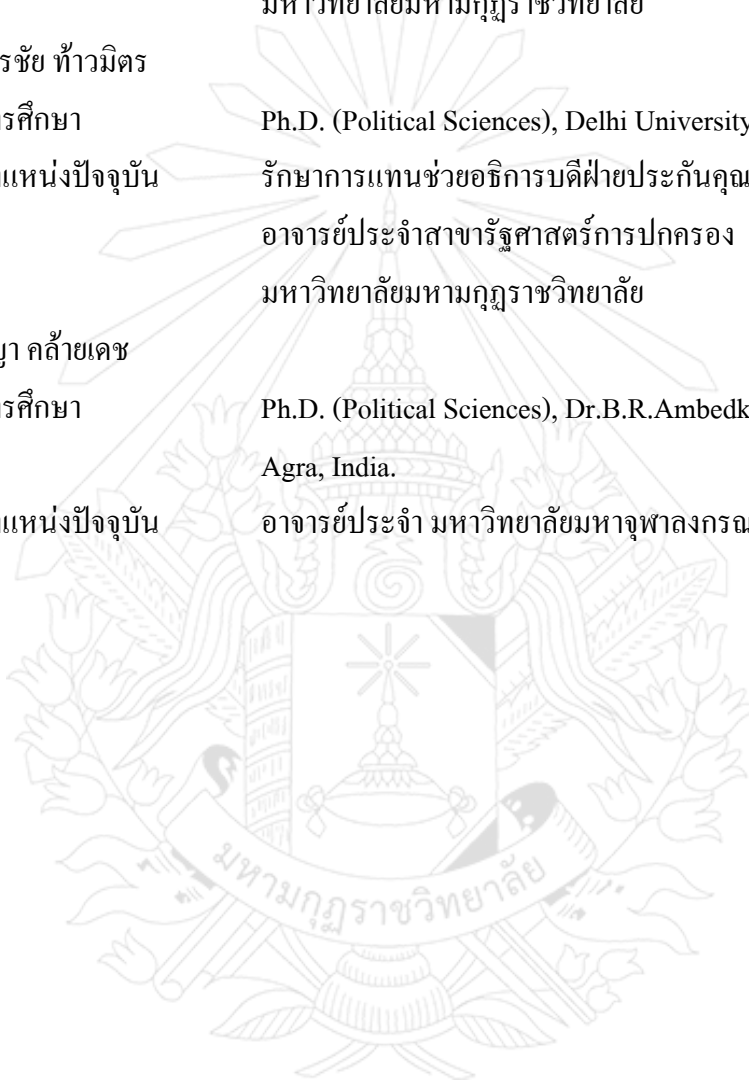 มหาวิทยาลัยมหามกุฏราชวิทยาลัย
รชัย ท้าวมิตร
รศึกษา Ph.D. (Political Sciences), Delhi University
แหน่งปัจจุบัน รักษาการแทนช่วยอธิการบดีฝ่ายประกันคุณ
อาจารย์ประจำสาขารัฐศาสตร์การปกครอง
มหาวิทยาลัยมหามกุฏราชวิทยาลัย
ญา คล้ายเดช
รศึกษา Ph.D. (Political Sciences), Dr.B.R.Ambedk
Agra, India.
แหน่งปัจจุบัน อาจารย์ประจำ มหาวิทยาลัยมหาจุฬาลงกรณ
มหามกุฏราชวิทยาลัย